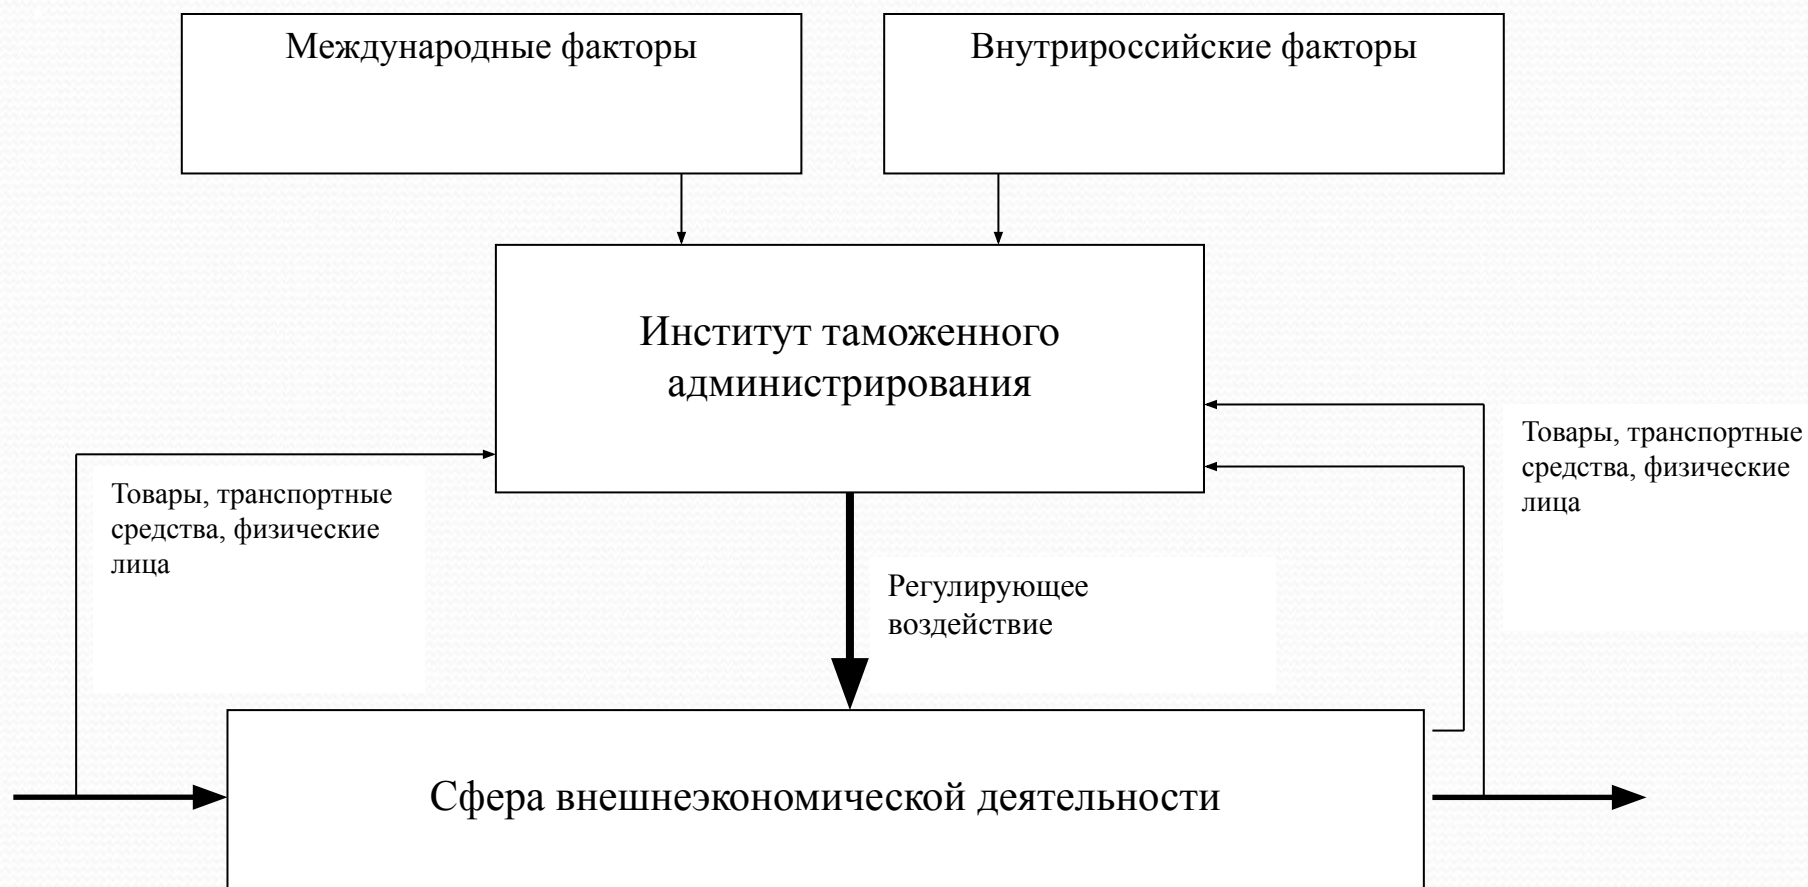 Международные факторы
Внутрироссийские факторы
Институт таможенного
администрирования
Товары, транспортные
средства, физические
лица
Товары, транспортные
средства, физические
лица
Регулирующее
воздействие
Сфера внешнеэкономической деятельности